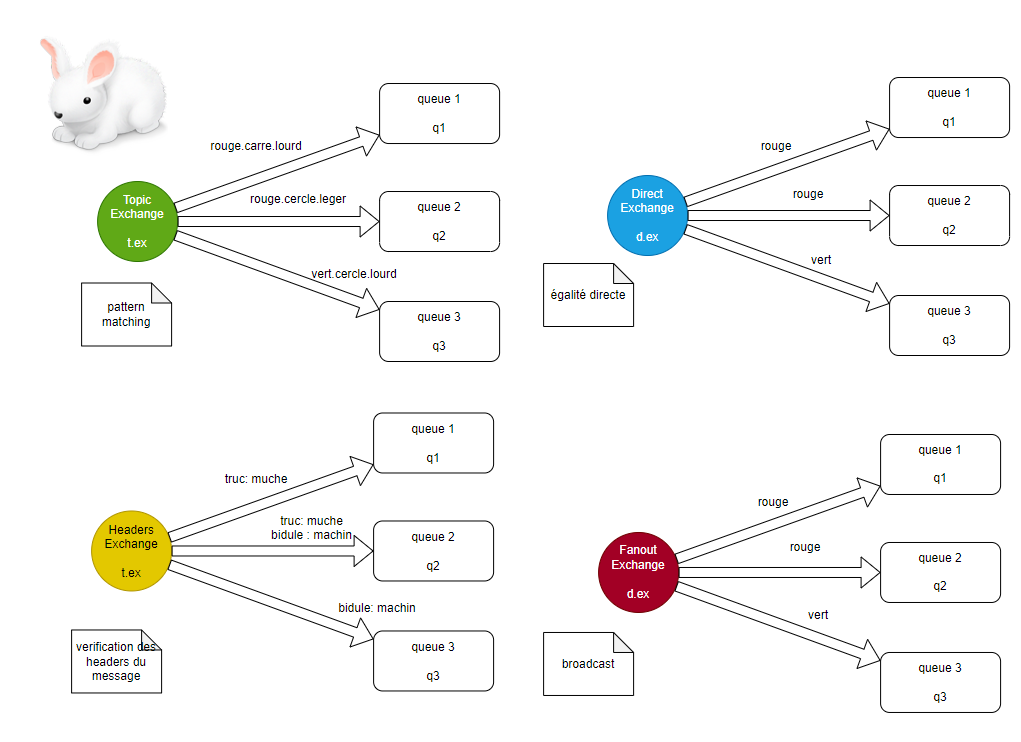 Topic
Exchange
t.ex
rouge.carre.lourd
rouge.cercle.leger
vert.cercle.lourd
queue 1
q1
queue 2
q2
queue 3
q3
pattern
matching
Direct
Exchange
d.ex
rouge
rouge
vert
queue 1
q1
queue 2
q2
queue 3
q3
égalité directe
Headers
Exchange
t.ex
truc: muche
truc: muche
bidule : machin
bidule: machin
queue 1
q1
queue 2
q2
queue 3
q3
verification des
headers du
message
Fanout
Exchange
d.ex
rouge
rouge
vert
queue 1
q1
queue 2
q2
queue 3
q3
broadcast